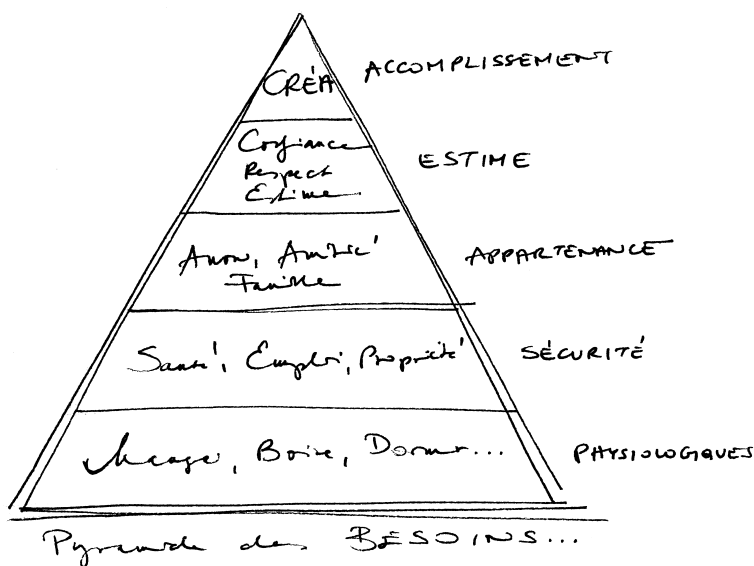 CRÉA
ACCOMPLISSEMENT
Confiance
Respect
Estime
ESTIME
Amour, Amitié
Famille
APPARTENANCE
Santé, Emploi, Propriété
SÉCURITÉ
Manger, Boire, Dormir...
PHYSIOLOGIQUES
Pyramide des BESOINS...